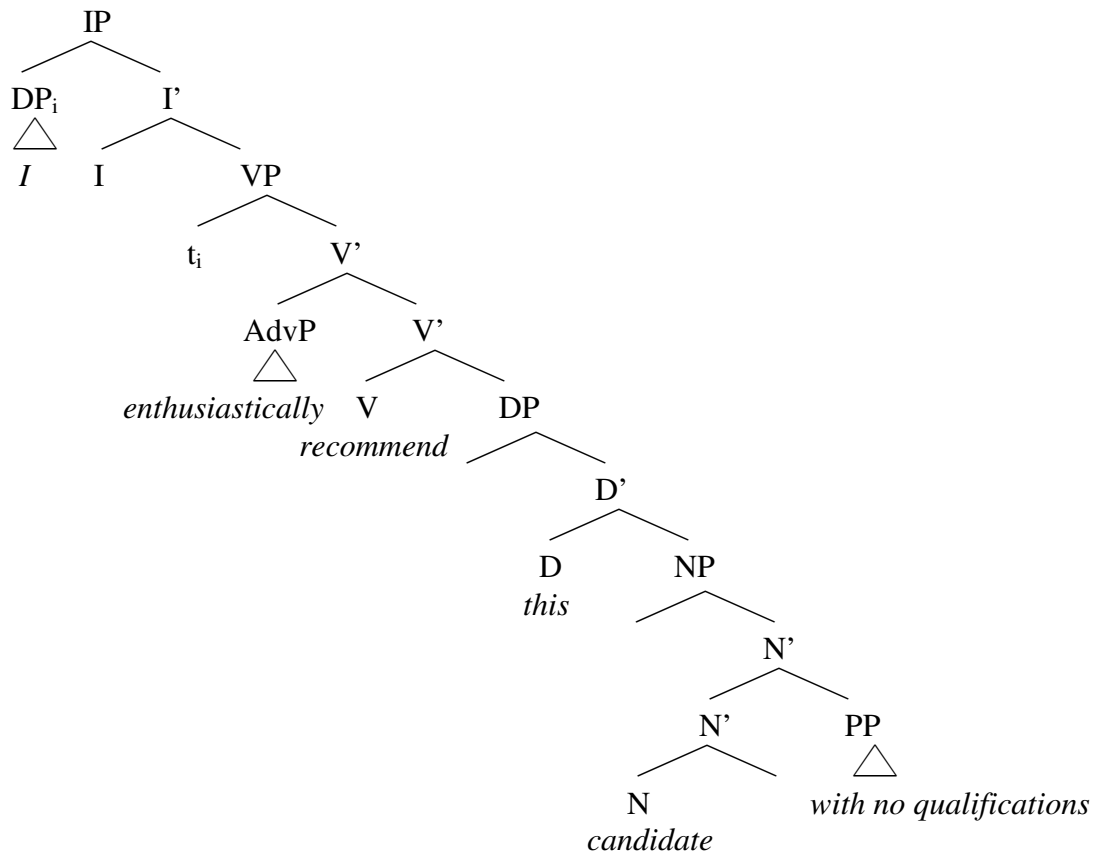 IP
DPi I’
I I VP
ti V’
AdvP V’
enthusiastically V DP
recommend
D’
D NP
this
N’
N’ PP
N with no qualifications
candidate